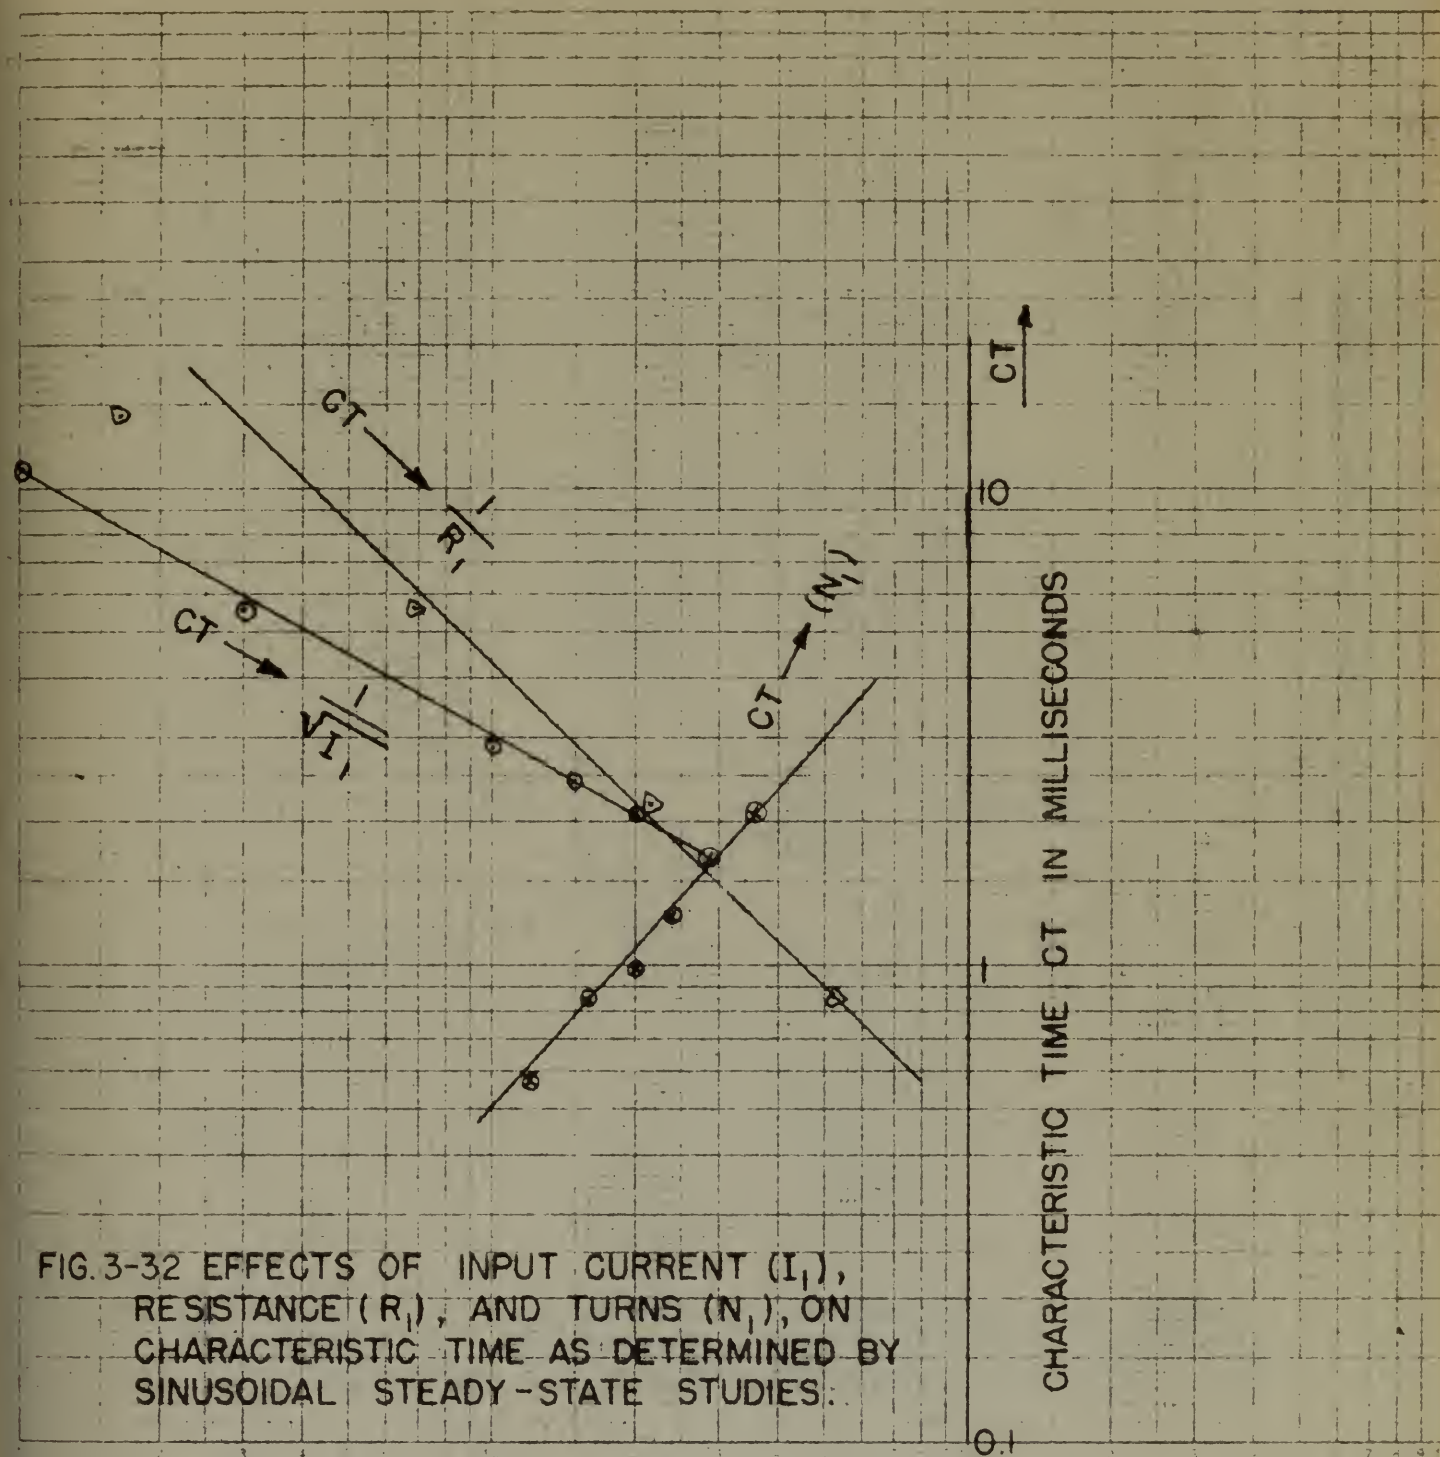 CT
CT
1
R₁
10
(N₁)
CT
CT
1
√I₁
1
CHARACTERISTIC TIME CT IN MILLISECONDS
FIG. 3-32 EFFECTS OF INPUT CURRENT (I₁),
RESISTANCE (R₁), AND TURNS (N₁), ON
CHARACTERISTIC TIME AS DETERMINED BY
SINUSOIDAL STEADY-STATE STUDIES.
0.1